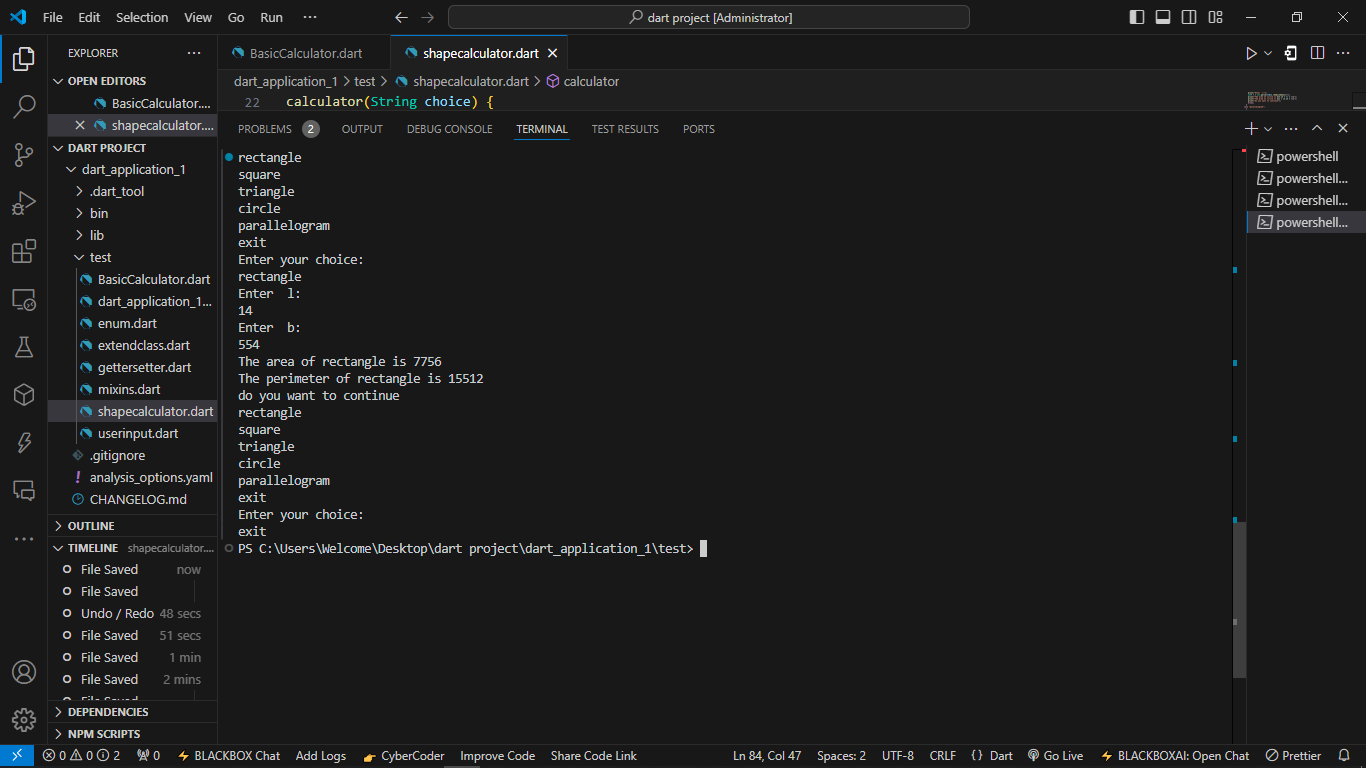 File Edit Selection View Go Run ··· dart project [Administrator]
EXPLORER ···
OPEN EDITORS
BasicCalculator....
shapecalculator....
DART PROJECT
dart_application_1
.dart_tool
bin
lib
test
BasicCalculator.dart
dart_application_1...
enum.dart
extendclass.dart
gettersetter.dart
mixins.dart
shapecalculator.dart
userinput.dart
.gitignore
! analysis_options.yaml
CHANGELOG.md
OUTLINE
TIMELINE shapecalculator....
File Saved now
File Saved
Undo / Redo 48 secs
File Saved 51 secs
File Saved 1 min
File Saved 2 mins
File Saved
DEPENDENCIES
NPM SCRIPTS
BasicCalculator.dart shapecalculator.dart
dart_application_1 > test > shapecalculator.dart > calculator
22 calculator(String choice) {
PROBLEMS 2 OUTPUT DEBUG CONSOLE TERMINAL TEST RESULTS PORTS
rectangle
square
triangle
circle
parallelogram
exit
Enter your choice:
rectangle
Enter  l:
14
Enter  b:
554
The area of rectangle is 7756
The perimeter of rectangle is 15512
do you want to continue
rectangle
square
triangle
circle
parallelogram
exit
Enter your choice:
exit
PS C:\Users\Welcome\Desktop\dart project\dart_application_1\test>
powershell
powershell...
powershell...
powershell...
0 0 2 0 BLACKBOX Chat Add Logs CyberCoder Improve Code Share Code Link Ln 84, Col 47 Spaces: 2 UTF-8 CRLF {} Dart Go Live BLACKBOXAI: Open Chat Prettier